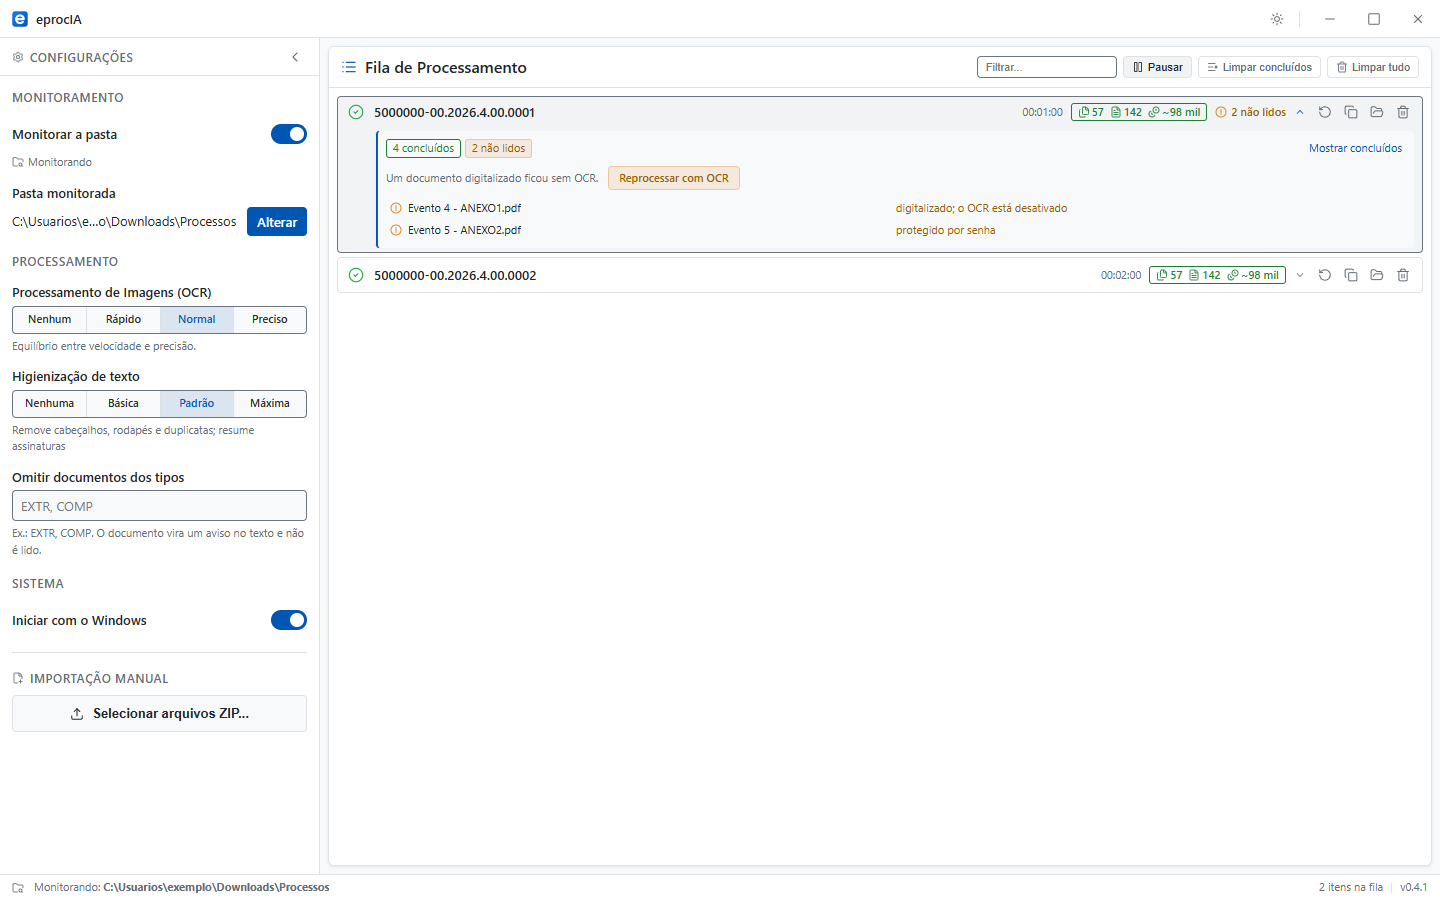 eprocIA
CONFIGURAÇÕES
MONITORAMENTO
Monitorar a pasta
Monitorando
Pasta monitorada
C:\Usuarios\e...o\Downloads\Processos
Alterar
PROCESSAMENTO
Processamento de Imagens (OCR)
Nenhum Rápido Normal Preciso
Equilíbrio entre velocidade e precisão.
Higienização de texto
Nenhuma Básica Padrão Máxima
Remove cabeçalhos, rodapés e duplicatas; resume
assinaturas
Omitir documentos dos tipos
EXTR, COMP
Ex.: EXTR, COMP. O documento vira um aviso no texto e não
é lido.
SISTEMA
Iniciar com o Windows
IMPORTAÇÃO MANUAL
Selecionar arquivos ZIP...
Fila de Processamento
Filtrar...
Pausar
Limpar concluídos
Limpar tudo
5000000-00.2026.4.00.0001 00:01:00 57 142 ~98 mil 2 não lidos
4 concluídos 2 não lidos Mostrar concluídos
Um documento digitalizado ficou sem OCR. Reprocessar com OCR
Evento 4 - ANEXO1.pdf digitalizado; o OCR está desativado
Evento 5 - ANEXO2.pdf protegido por senha
5000000-00.2026.4.00.0002 00:02:00 57 142 ~98 mil
Monitorando: C:\Usuarios\exemplo\Downloads\Processos
2 itens na fila v0.4.1